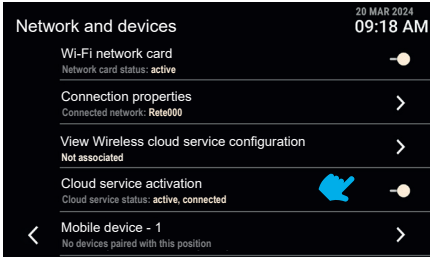 20 MAR 2024
Network and devices 09:18 AM
Wi-Fi network card
Network card status: active
Connection properties
Connected network: Rete000
View Wireless cloud service configuration
Not associated
Cloud service activation
Cloud service status: active, connected
Mobile device - 1
No devices paired with this position